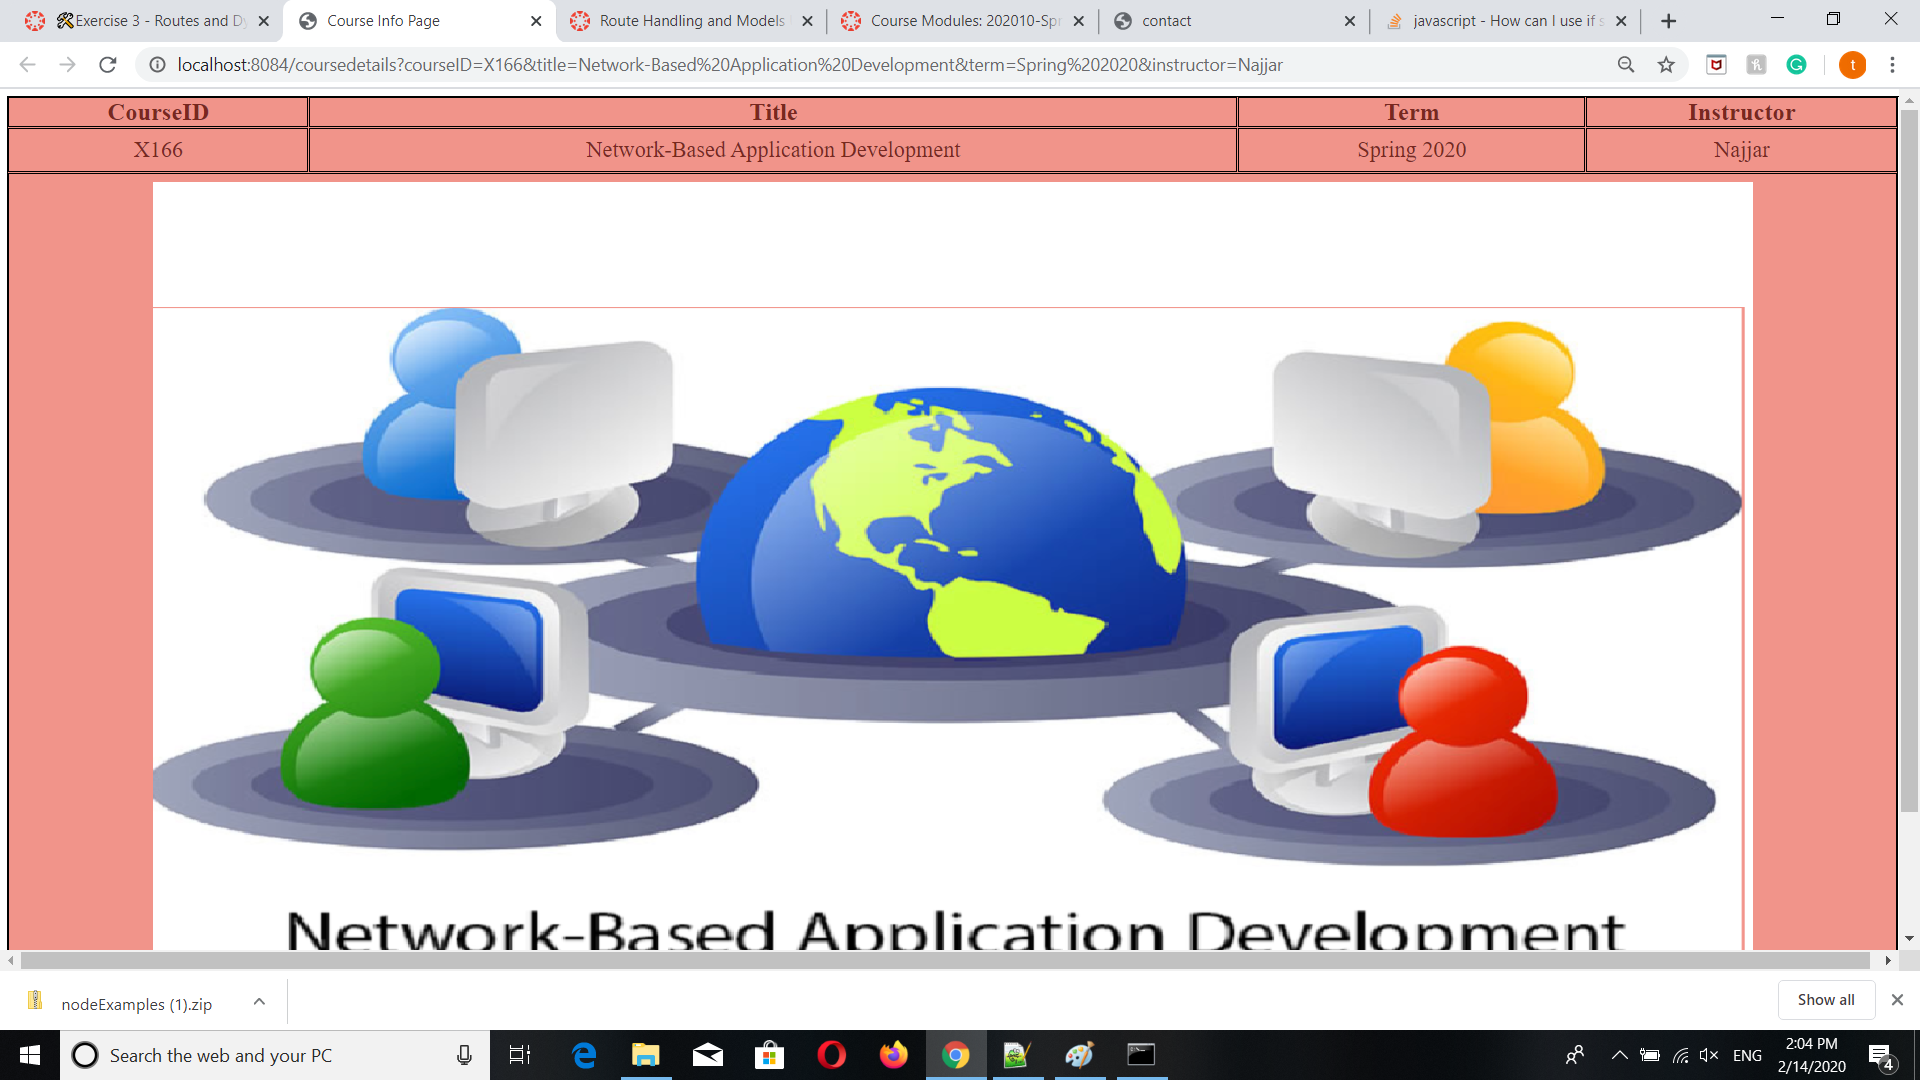 Exercise 3 - Routes and Dy
Course Info Page
Route Handling and Models
Course Modules: 202010-Spr
contact
javascript - How can I use if s
localhost:8084/coursedetails?courseID=X166&title=Network-Based%20Application%20Development&term=Spring%202020&instructor=Najjar
t
CourseID Title Term Instructor
X166 Network-Based Application Development Spring 2020 Najjar
Network-Based Application Development
nodeExamples (1).zip
Show all
Search the web and your PC
ENG
2:04 PM
2/14/2020
4